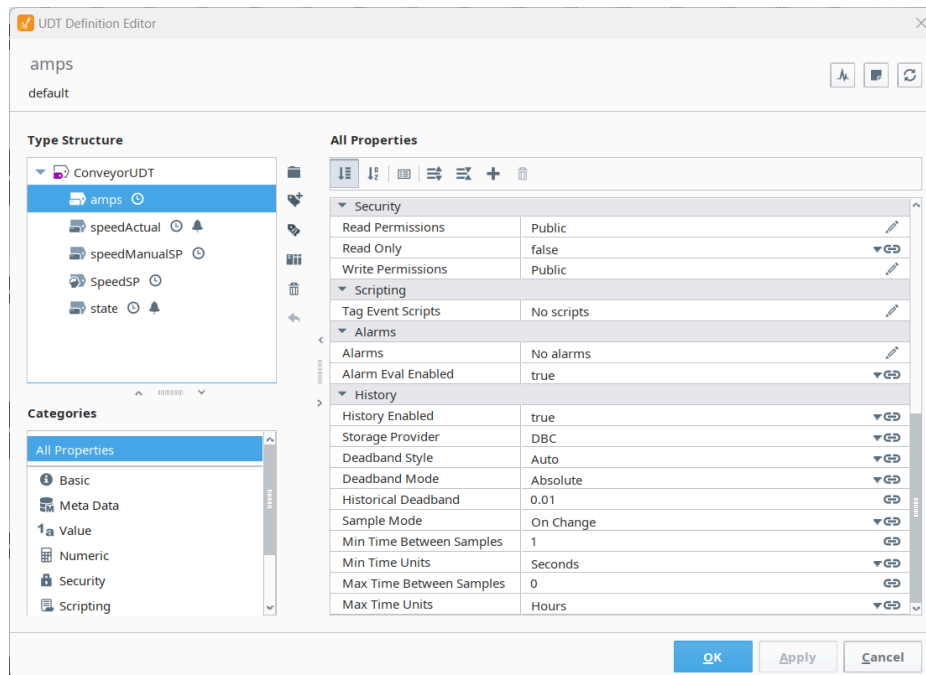 UDT Definition Editor
amps
default
Type Structure
ConveyorUDT
amps
speedActual
speedManualSP
SpeedSP
state
Categories
All Properties
Basic
Meta Data
1a Value
Numeric
Security
Scripting
All Properties
Security
Read Permissions Public
Read Only false
Write Permissions Public
Scripting
Tag Event Scripts No scripts
Alarms
Alarms No alarms
Alarm Eval Enabled true
History
History Enabled true
Storage Provider DBC
Deadband Style Auto
Deadband Mode Absolute
Historical Deadband 0.01
Sample Mode On Change
Min Time Between Samples 1
Min Time Units Seconds
Max Time Between Samples 0
Max Time Units Hours
OK Apply Cancel